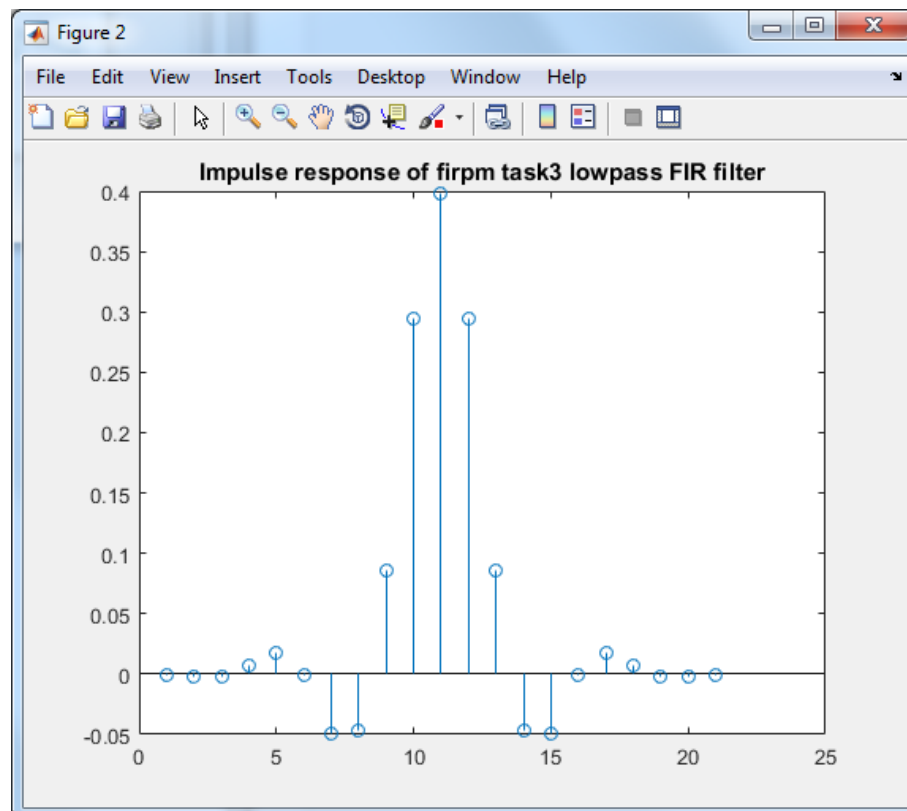 Figure 2
File Edit View Insert Tools Desktop Window Help
Impulse response of firpm task3 lowpass FIR filter
0.4
0.35
0.3
0.25
0.2
0.15
0.1
0.05
0
-0.05
0 5 10 15 20 25